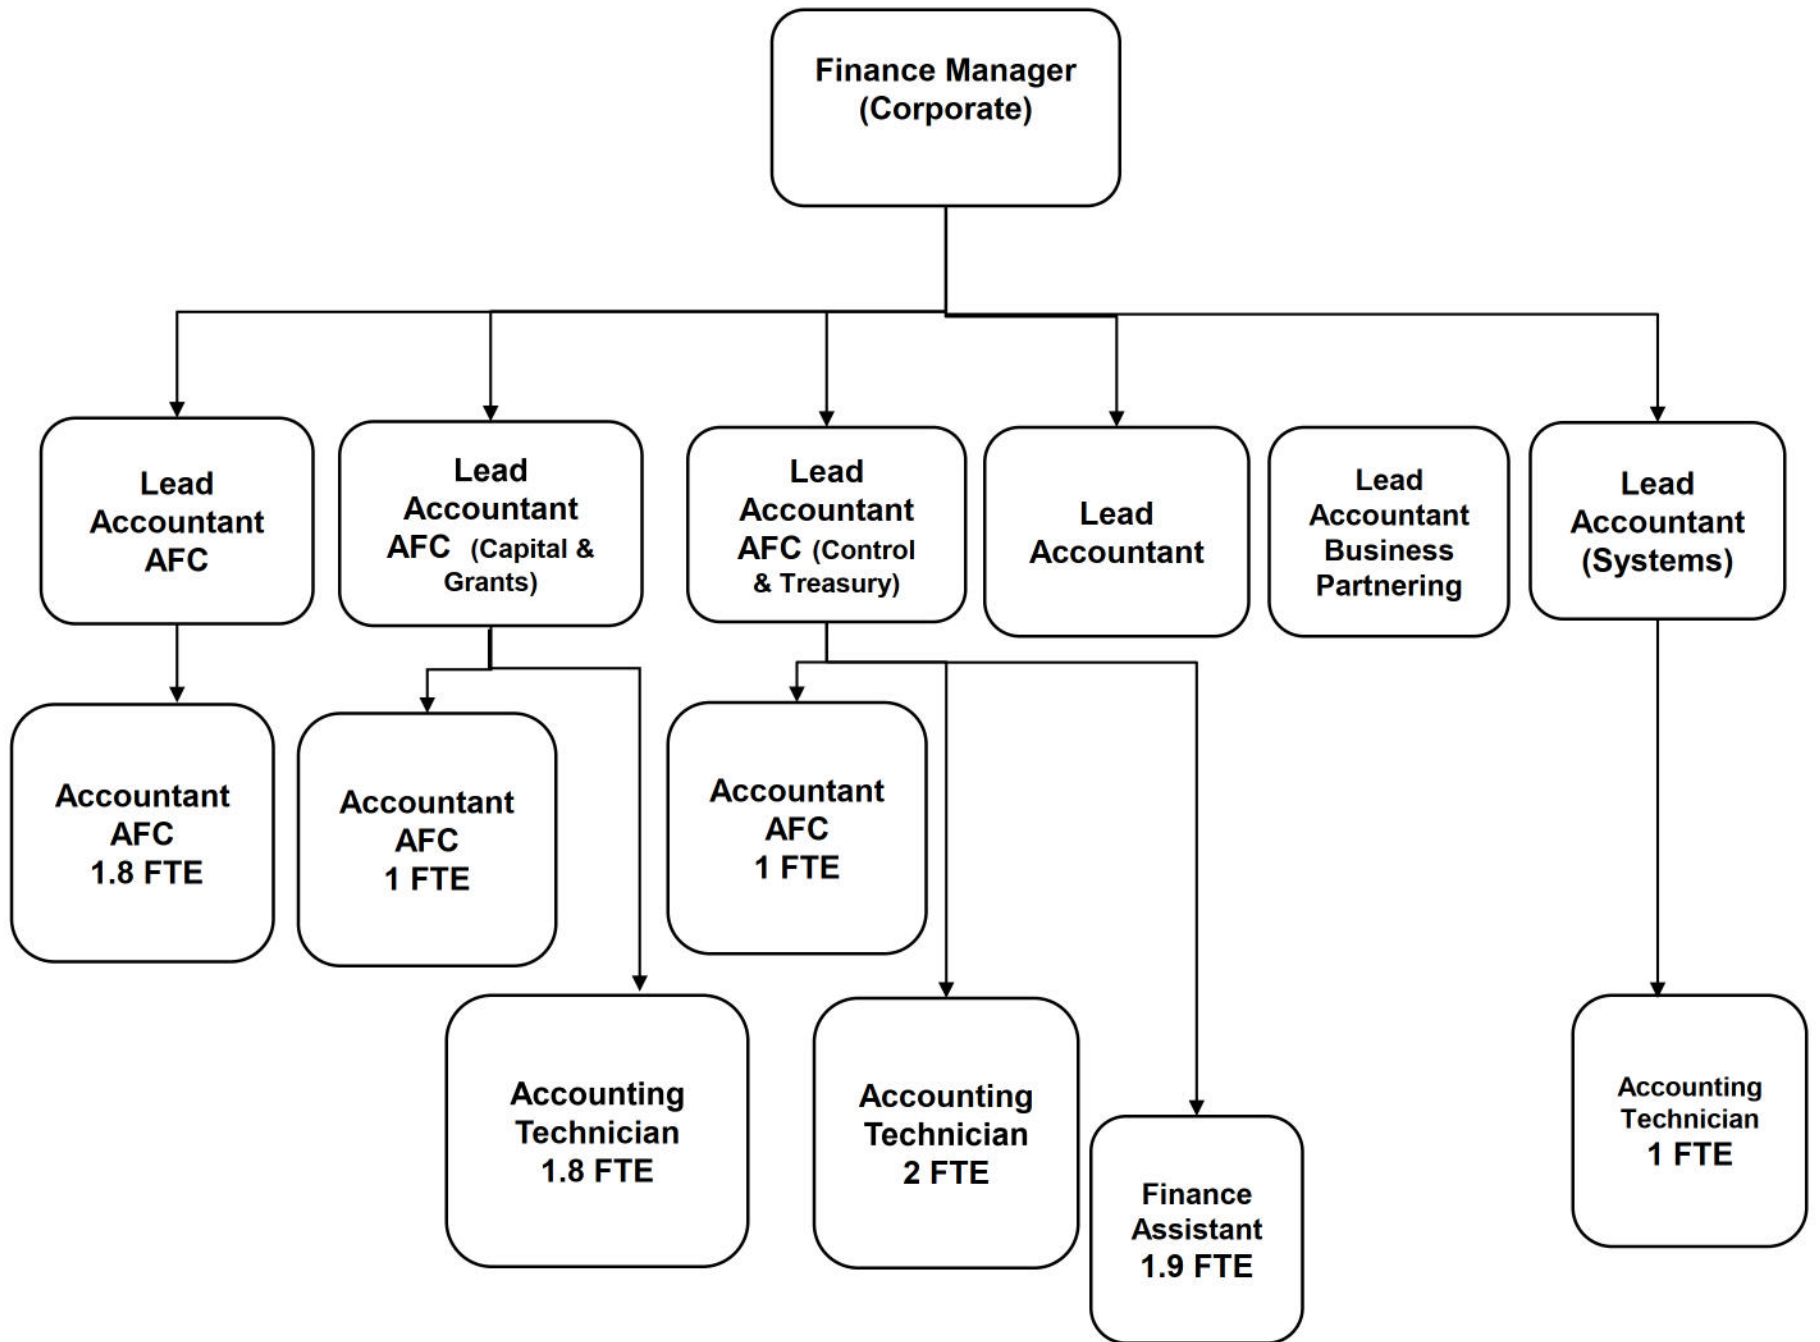 Finance Manager
(Corporate)
Lead
Accountant
AFC
Lead
Accountant
AFC (Capital &
Grants)
Lead
Accountant
AFC (Control
& Treasury)
Lead
Accountant
Lead
Accountant
Business
Partnering
Lead
Accountant
(Systems)
Accountant
AFC
1.8 FTE
Accountant
AFC
1 FTE
Accountant
AFC
1 FTE
Accounting
Technician
1.8 FTE
Accounting
Technician
2 FTE
Finance
Assistant
1.9 FTE
Accounting
Technician
1 FTE